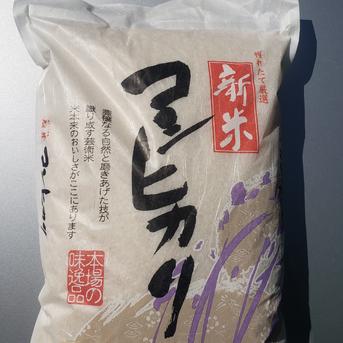 獲れたて厳選
新米
コシヒカリ
豊穣なる自然と磨きあげた技が
織り成す芸術米
米本来のおいしさがここにあります
本場の
味逸品